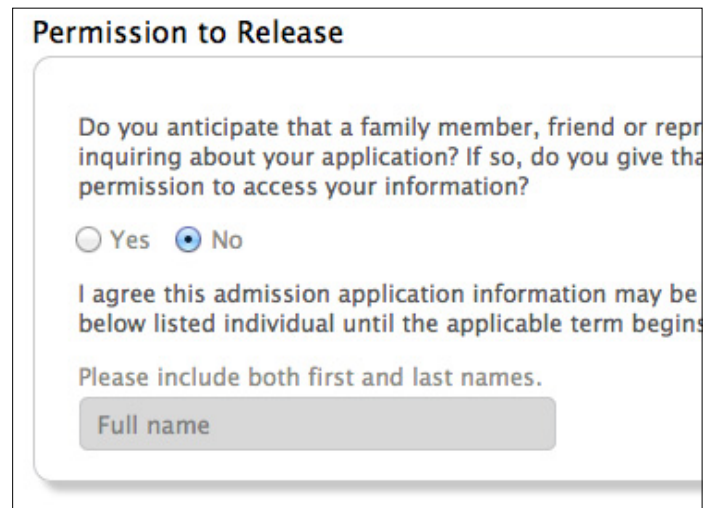 Permission to Release
Do you anticipate that a family member, friend or
inquiring about your application? If so, do you give
permission to access your information?
Yes No
I agree this admission application information may be
below listed individual until the applicable term begins
Please include both first and last names.
Full name